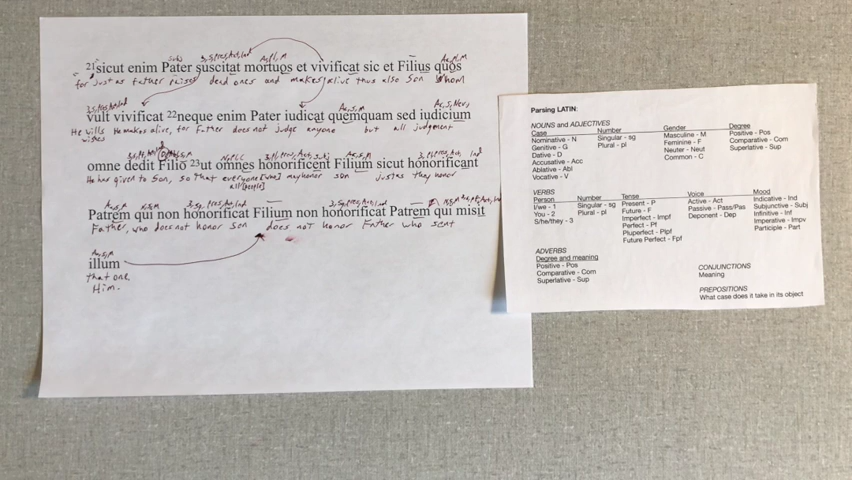 21sicut enim Pater suscitat mortuos et vivificat sic et Filius quos
for just as Father raises dead ones and makes alive thus also Son whom
vult vivificat 22neque enim Pater iudicat quemquam sed iudicium
He wills He makes alive, for Father does not judge anyone but all judgment
wishes
omne dedit Filio 23ut omnes honorificent Filium sicut honorificant
He has given to Son, so that everyone [who] may honor son just as they honor
all [people]
Patrem qui non honorificat Filium non honorificat Patrem qui misit
Father, who does not honor son does not honor Father who sent
illum
that one,
Him.
Parsing LATIN:
NOUNS and ADJECTIVES
Case Number Gender Degree
Nominative - N Singular - sg Masculine - M Positive - Pos
Genitive - G Plural - pl Feminine - F Comparative - Com
Dative - D Neuter - Neut Superlative - Sup
Accusative - Acc Common - C
Ablative - Abl
Vocative - V
VERBS
Person Number Tense Voice Mood
I/we - 1 Singular - sg Present - P Active - Act Indicative - Ind
You - 2 Plural - pl Future - F Passive - Pass/Pas Subjunctive - Subj
S/he/they - 3 Imperfect - Impf Deponent - Dep Infinitive - Inf
Perfect - Pf Imperative - Impv
Pluperfect - Plpf Participle - Part
Future Perfect - Fpf
ADVERBS
Degree and meaning
Positive - Pos
Comparative - Com
Superlative - Sup
CONJUNCTIONS
Meaning
PREPOSITIONS
What case does it take in its object